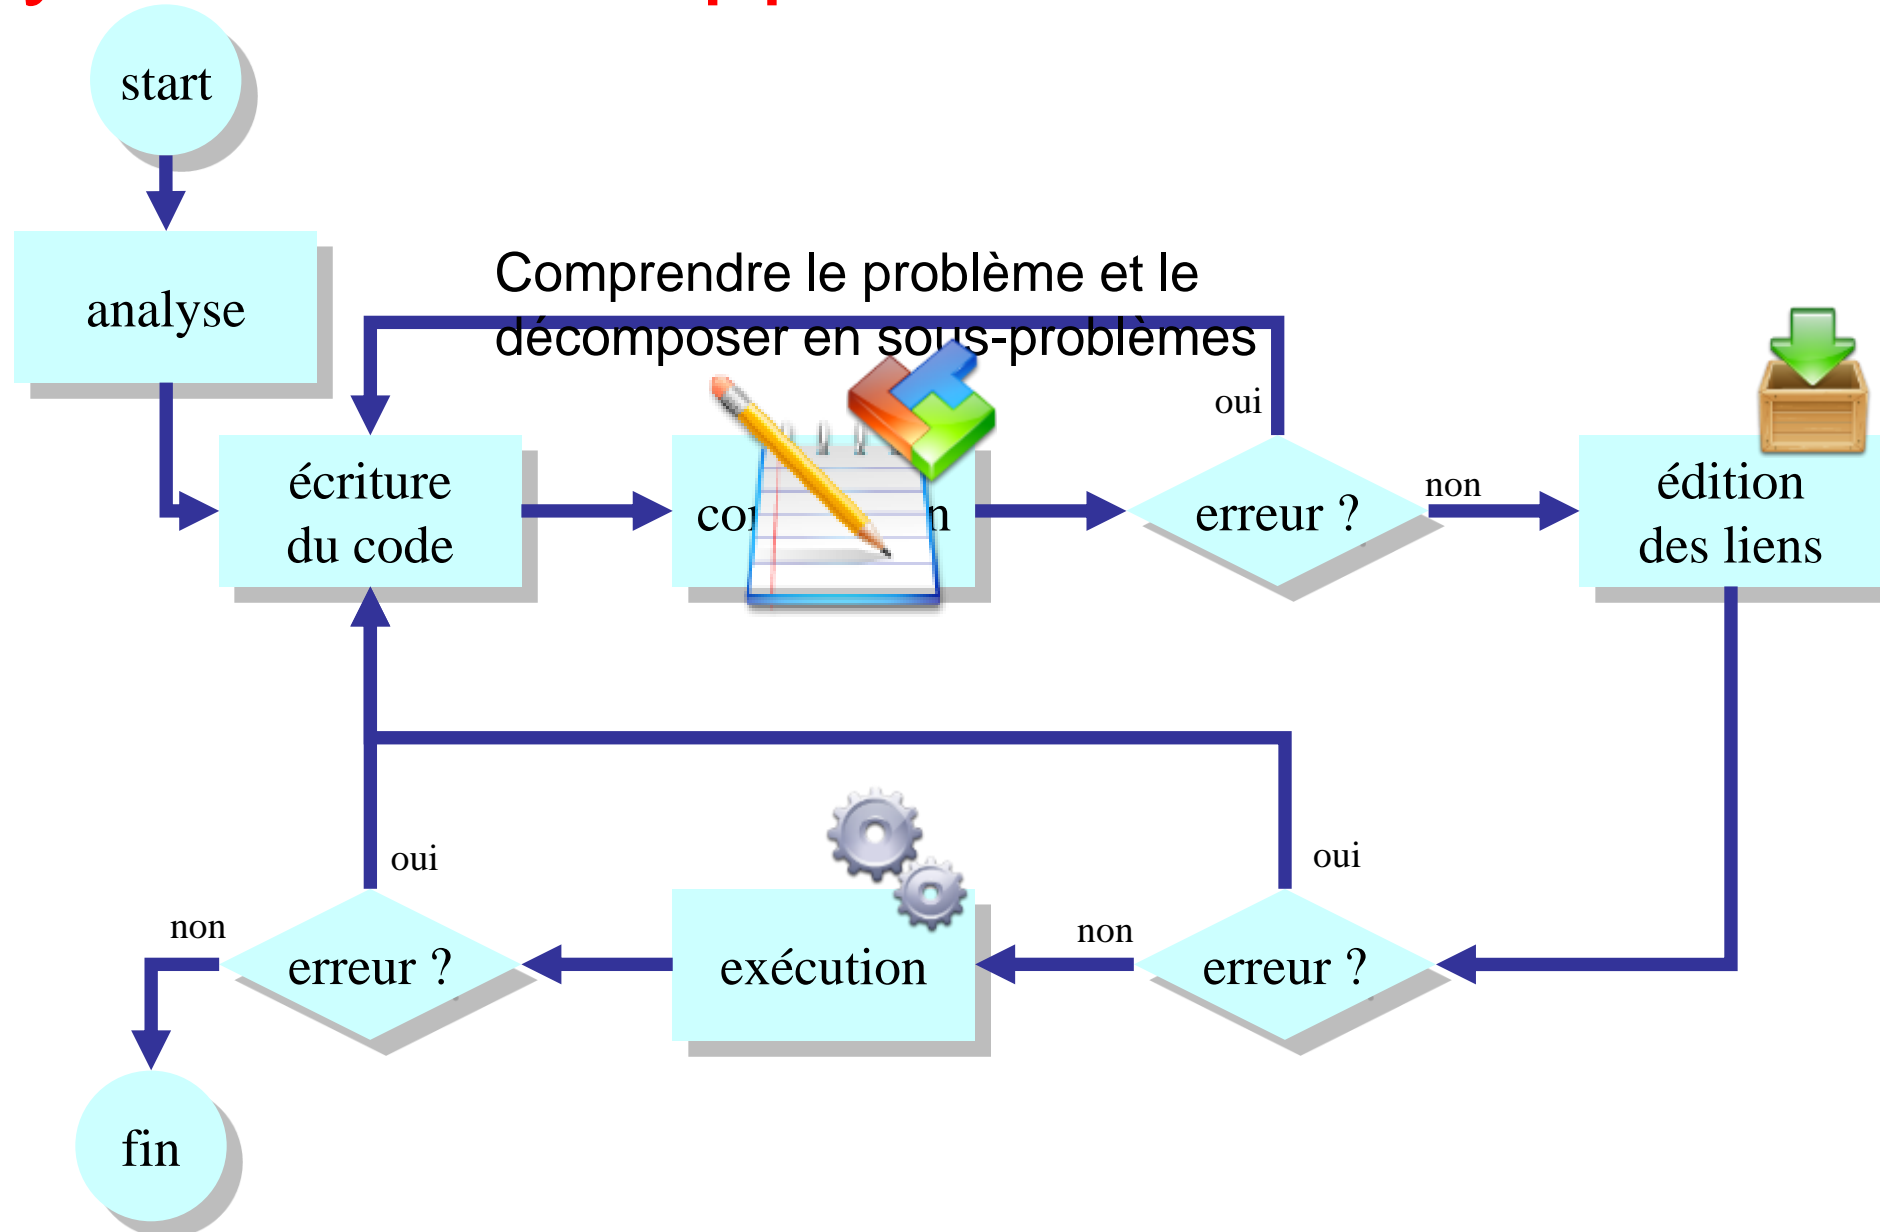 start
Comprendre le problème et le
analyse
décomposer en sous-problèmes
oui
écriture
du code
erreur ?
non
édition
des liens
oui
oui
non
erreur ?
exécution
non
erreur ?
fin